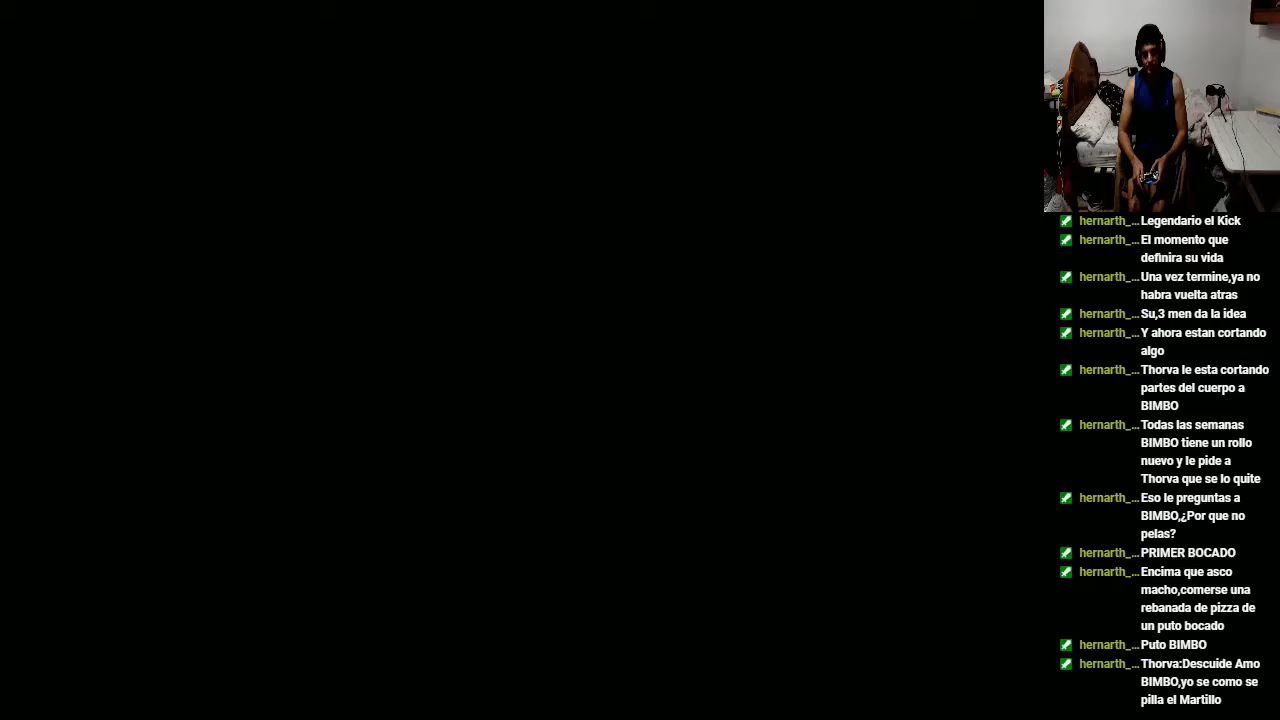 hernarth_...Legendario el Kick
hernarth_...El momento que
definira su vida
hernarth_...Una vez termine,ya no
habra vuelta atras
hernarth_...Su,3 men da la idea
hernarth_...Y ahora estan cortando
algo
hernarth_...Thorva le esta cortando
partes del cuerpo a
BIMBO
hernarth_...Todas las semanas
BIMBO tiene un rollo
nuevo y le pide a
Thorva que se lo quite
hernarth_...Eso le preguntas a
BIMBO,¿Por que no
pelas?
hernarth_...PRIMER BOCADO
hernarth_...Encima que asco
macho,comerse una
rebanada de pizza de
un puto bocado
hernarth_...Puto BIMBO
hernarth_...Thorva:Descuide Amo
BIMBO,yo se como se
pilla el Martillo